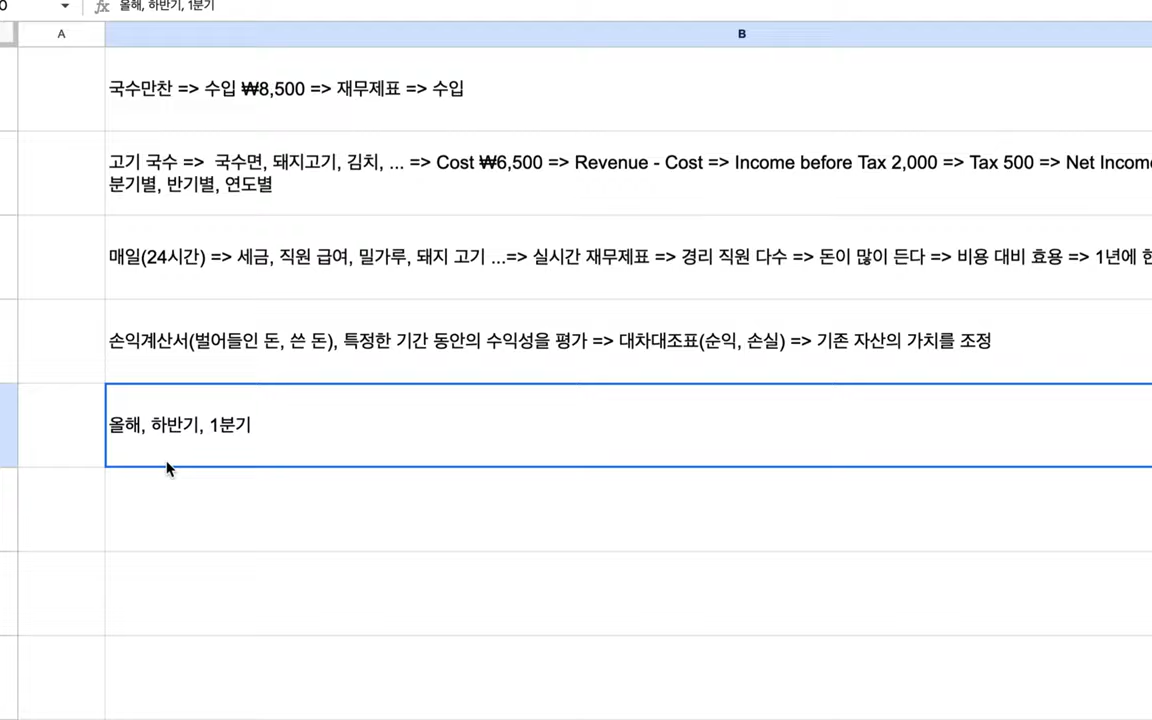 올해, 하반기, 1분기
A
B
국수만찬 => 수입 ₩8,500 => 재무제표 => 수입
고기 국수 => 국수면, 돼지고기, 김치, ... => Cost ₩6,500 => Revenue - Cost => Income before Tax 2,000 => Tax 500 => Net Income
분기별, 반기별, 연도별
매일(24시간) => 세금, 직원 급여, 밀가루, 돼지 고기 ...=> 실시간 재무제표 => 경리 직원 다수 => 돈이 많이 든다 => 비용 대비 효용 => 1년에
손익계산서(벌어들인 돈, 쓴 돈), 특정한 기간 동안의 수익성을 평가 => 대차대조표(순익, 손실) => 기존 자산의 가치를 조정
올해, 하반기, 1분기